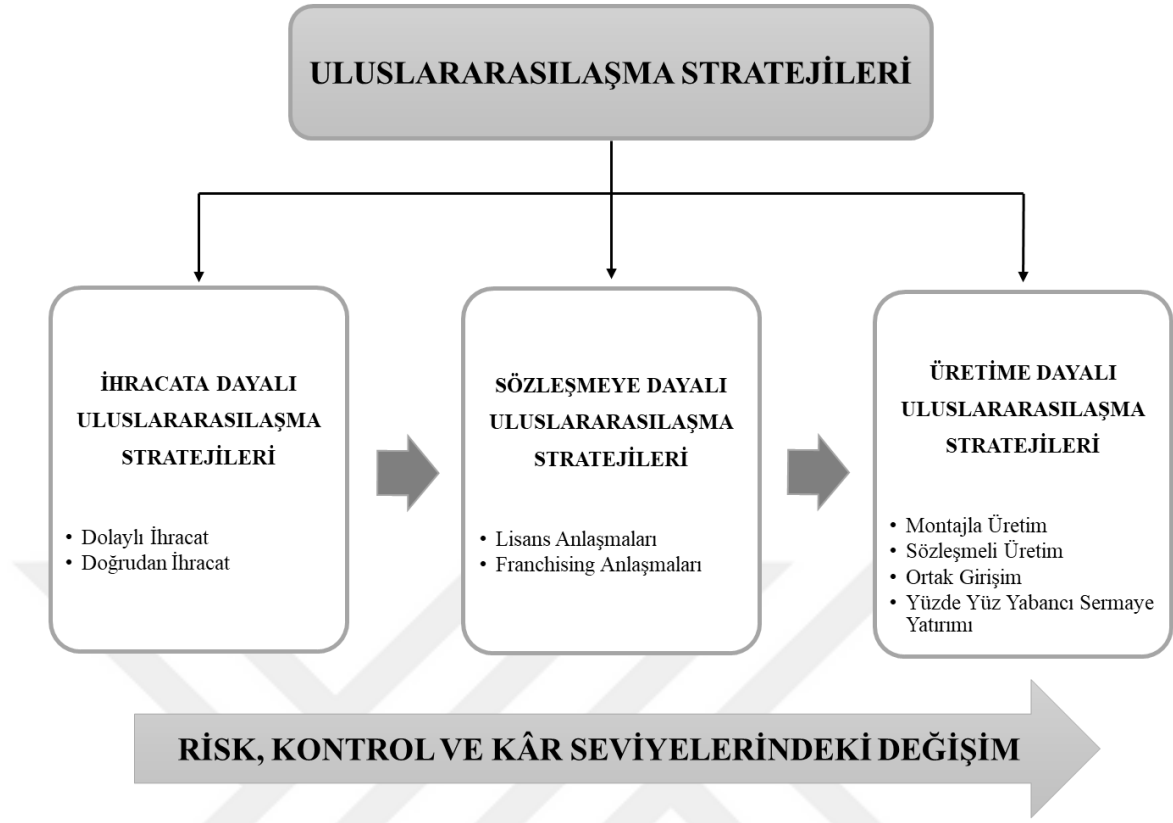 ULUSLARARASILAŞMA STRATEJİLERİ
İHRACATA DAYALI
ULUSLARARASILAŞMA
STRATEJİLERİ
• Dolaylı İhracat
• Doğrudan İhracat
SÖZLEŞMEYE DAYALI
ULUSLARARASILAŞMA
STRATEJİLERİ
• Lisans Anlaşmaları
• Franchising Anlaşmaları
ÜRETİME DAYALI
ULUSLARARASILAŞMA
STRATEJİLERİ
• Montajla Üretim
• Sözleşmeli Üretim
• Ortak Girişim
• Yüzde Yüz Yabancı Sermaye
Yatırımı
RİSK, KONTROL VE KÂR SEVİYELERİNDEKİ DEĞİŞİM